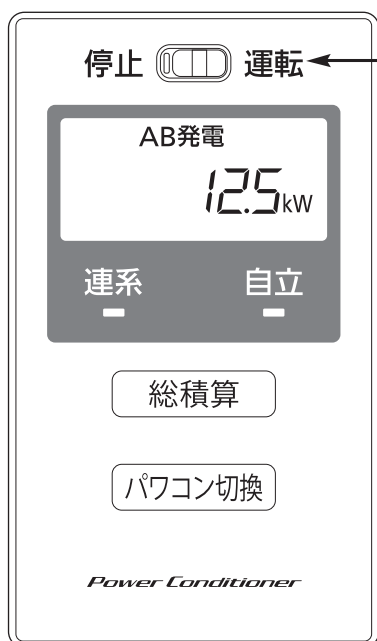 停止 運転
AB発電
12.5kW
連系 自立
総積算
パワコン切換
Power Conditioner